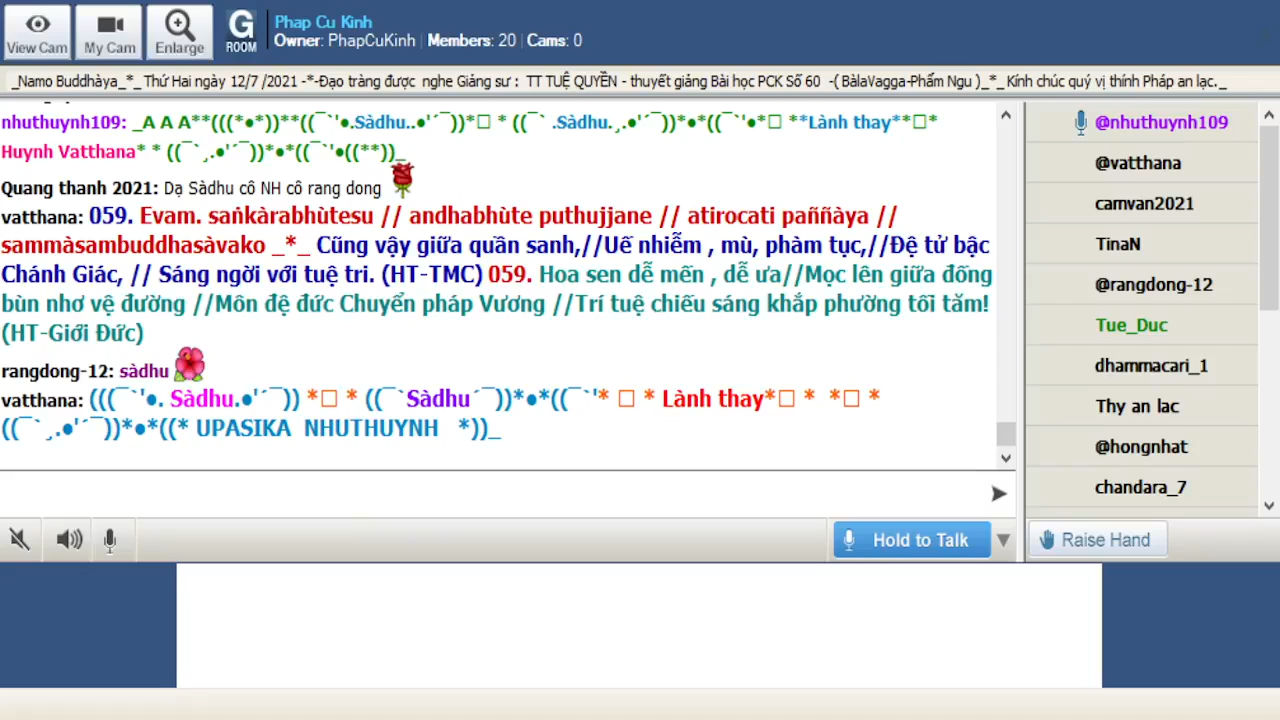 View Cam
My Cam
Enlarge
G ROOM
Phap Cu Kinh
Owner: PhapCuKinh | Members: 20 | Cams: 0
_Namo Buddhàya_*_ Thứ Hai ngày 12/7 /2021 -*-Đạo tràng được nghe Giảng sư : TT TUỆ QUYỀN - thuyết giảng Bài học PCK Số 60 -( BàlaVagga-Phẩm Ngu )_*_ Kính chúc quý vị thính Pháp an lạc._
nhuthuynh109: _A A A**(((*●*))**((¯`'●.Sàdhu..●'´¯))*□ * ((¯` .Sàdhu.¸.●'´¯))*●*((¯`'●*□ **Lành thay**□*
Huynh Vatthana* * ((¯`¸.●'´¯))*●*((¯`'●((**))_
Quang thanh 2021: Dạ Sàdhu cô NH cô rang dong
vatthana: 059. Evam. saṅkàrabhùtesu // andhabhùte puthujjane // atirocati paññàya //
sammàsambuddhasàvako _*_ Cũng vậy giữa quần sanh,//Uế nhiễm , mù, phàm tục,//Đệ tử bậc
Chánh Giác, // Sáng ngời với tuệ tri. (HT-TMC) 059. Hoa sen dễ mến , dễ ưa//Mọc lên giữa đống
bùn nhơ vệ đường //Môn đệ đức Chuyển pháp Vương //Trí tuệ chiếu sáng khắp phường tối tăm!
(HT-Giới Đức)
rangdong-12: sàdhu
vatthana: (((¯`'●. Sàdhu.●'´¯)) *□ * ((¯`Sàdhu´¯))*●*((¯`'* □ * Lành thay*□ * *□ *
((¯`¸.●'´¯))*●*((* UPASIKA NHUTHUYNH *))_
@nhuthuynh109
@vatthana
camvan2021
TinaN
@rangdong-12
Tue_Duc
dhammacari_1
Thy an lac
@hongnhat
chandara_7
Hold to Talk
Raise Hand